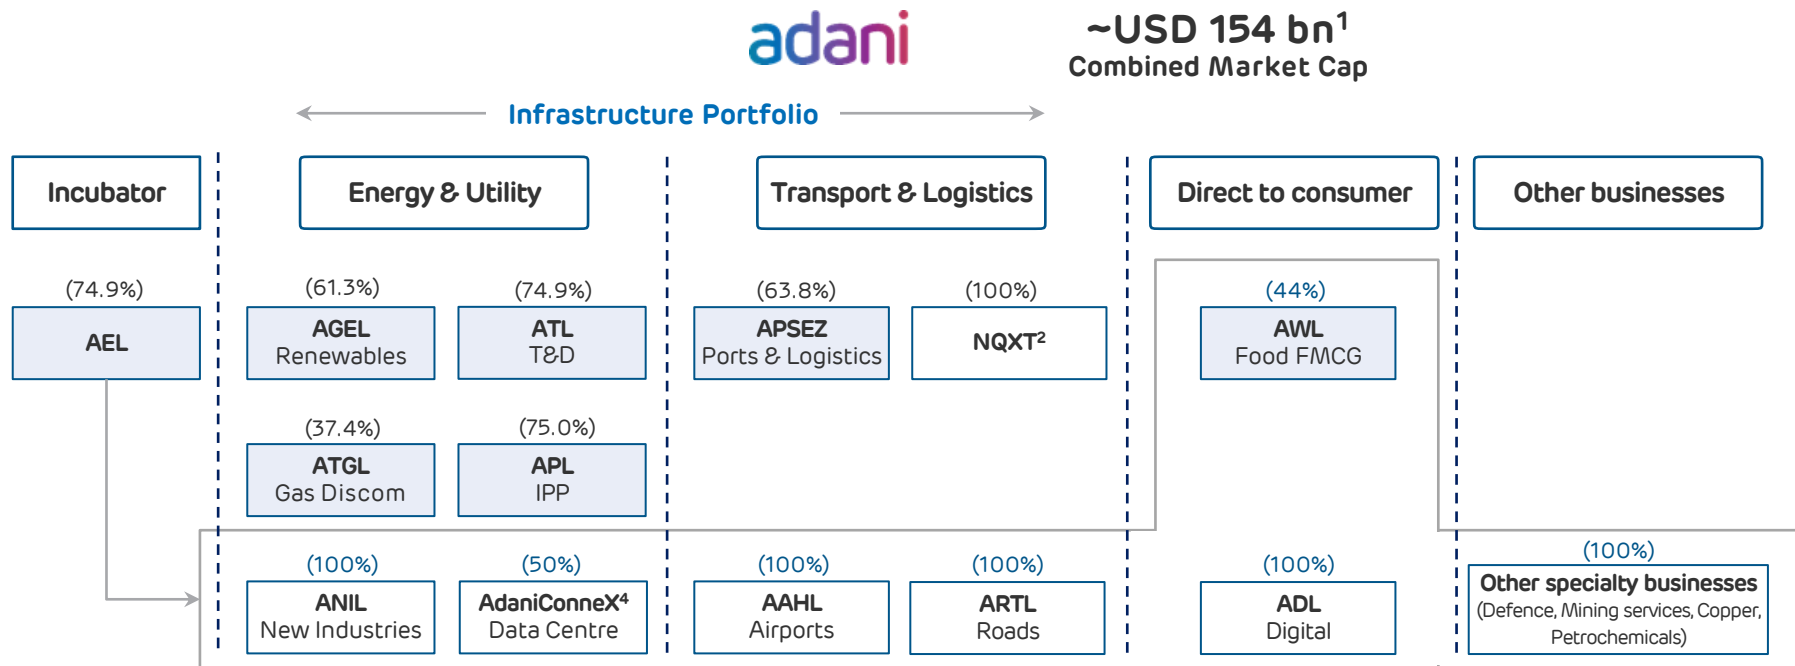 adani
~USD 154 bn¹
Combined Market Cap
Infrastructure Portfolio
Incubator
Energy & Utility
Transport & Logistics
Direct to consumer
Other businesses
(74.9%)
(61.3%)
(74.9%)
(63.8%)
(100%)
(44%)
AEL
AGEL
Renewables
ATL
T&D
APSEZ
Ports & Logistics
NQXT²
AWL
Food FMCG
(37.4%)
(75.0%)
ATGL
Gas Discom
APL
IPP
(100%)
(50%)
(100%)
(100%)
(100%)
(100%)
ANIL
New Industries
AdaniConneX⁴
Data Centre
AAHL
Airports
ARTL
Roads
ADL
Digital
Other specialty businesses
(Defence, Mining services, Copper,
Petrochemicals)